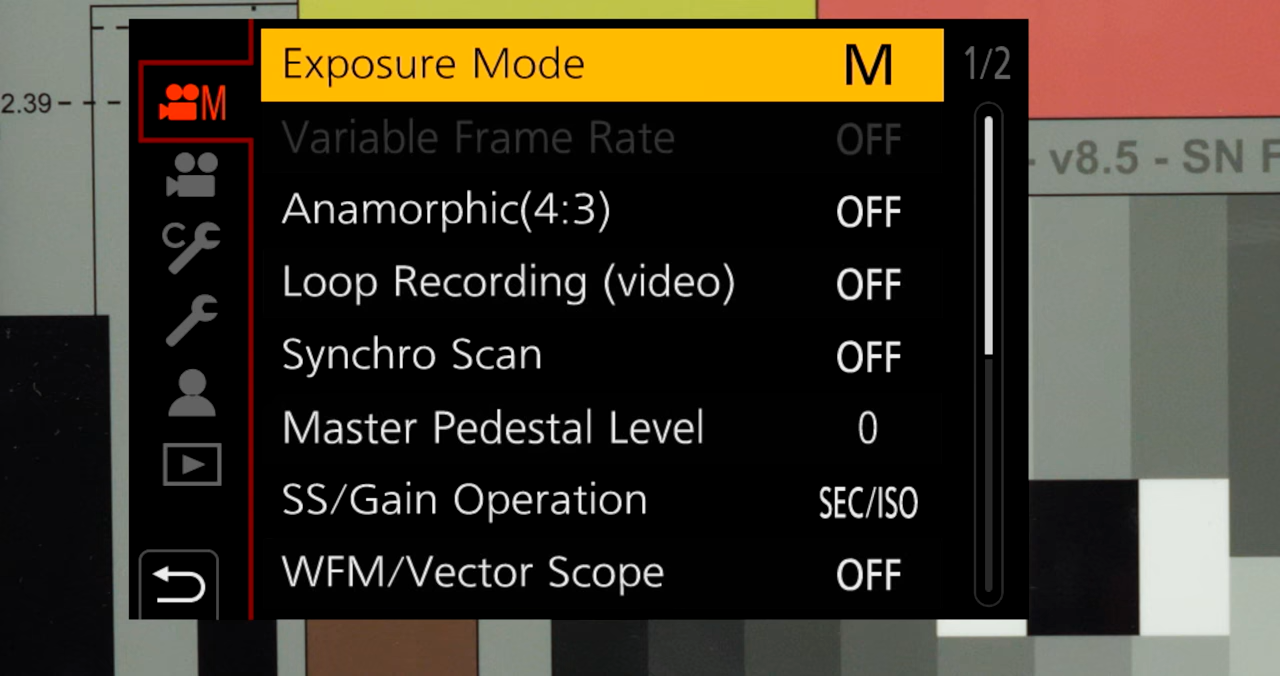 Exposure Mode M 1/2
2.39
M
Variable Frame Rate OFF
- v8.5 - SN
Anamorphic(4:3) OFF
C
Loop Recording (video) OFF
Synchro Scan OFF
Master Pedestal Level 0
SS/Gain Operation SEC/ISO
WFM/Vector Scope OFF